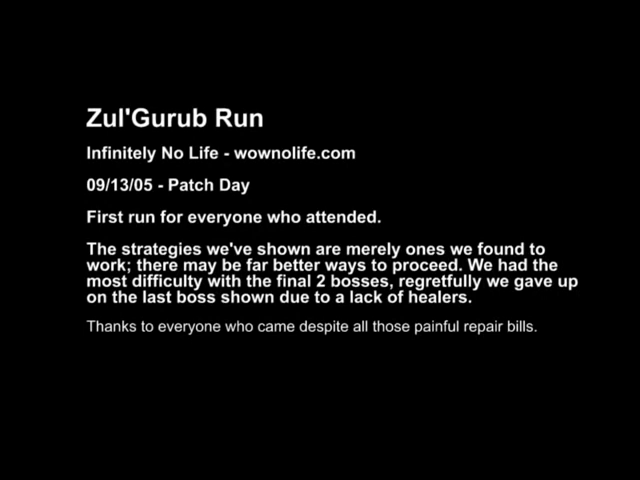 Zul'Gurub Run
Infinitely No Life - wownolife.com
09/13/05 - Patch Day
First run for everyone who attended.
The strategies we've shown are merely ones we found to
work; there may be far better ways to proceed. We had the
most difficulty with the final 2 bosses, regretfully we gave up
on the last boss shown due to a lack of healers.
Thanks to everyone who came despite all those painful repair bills.